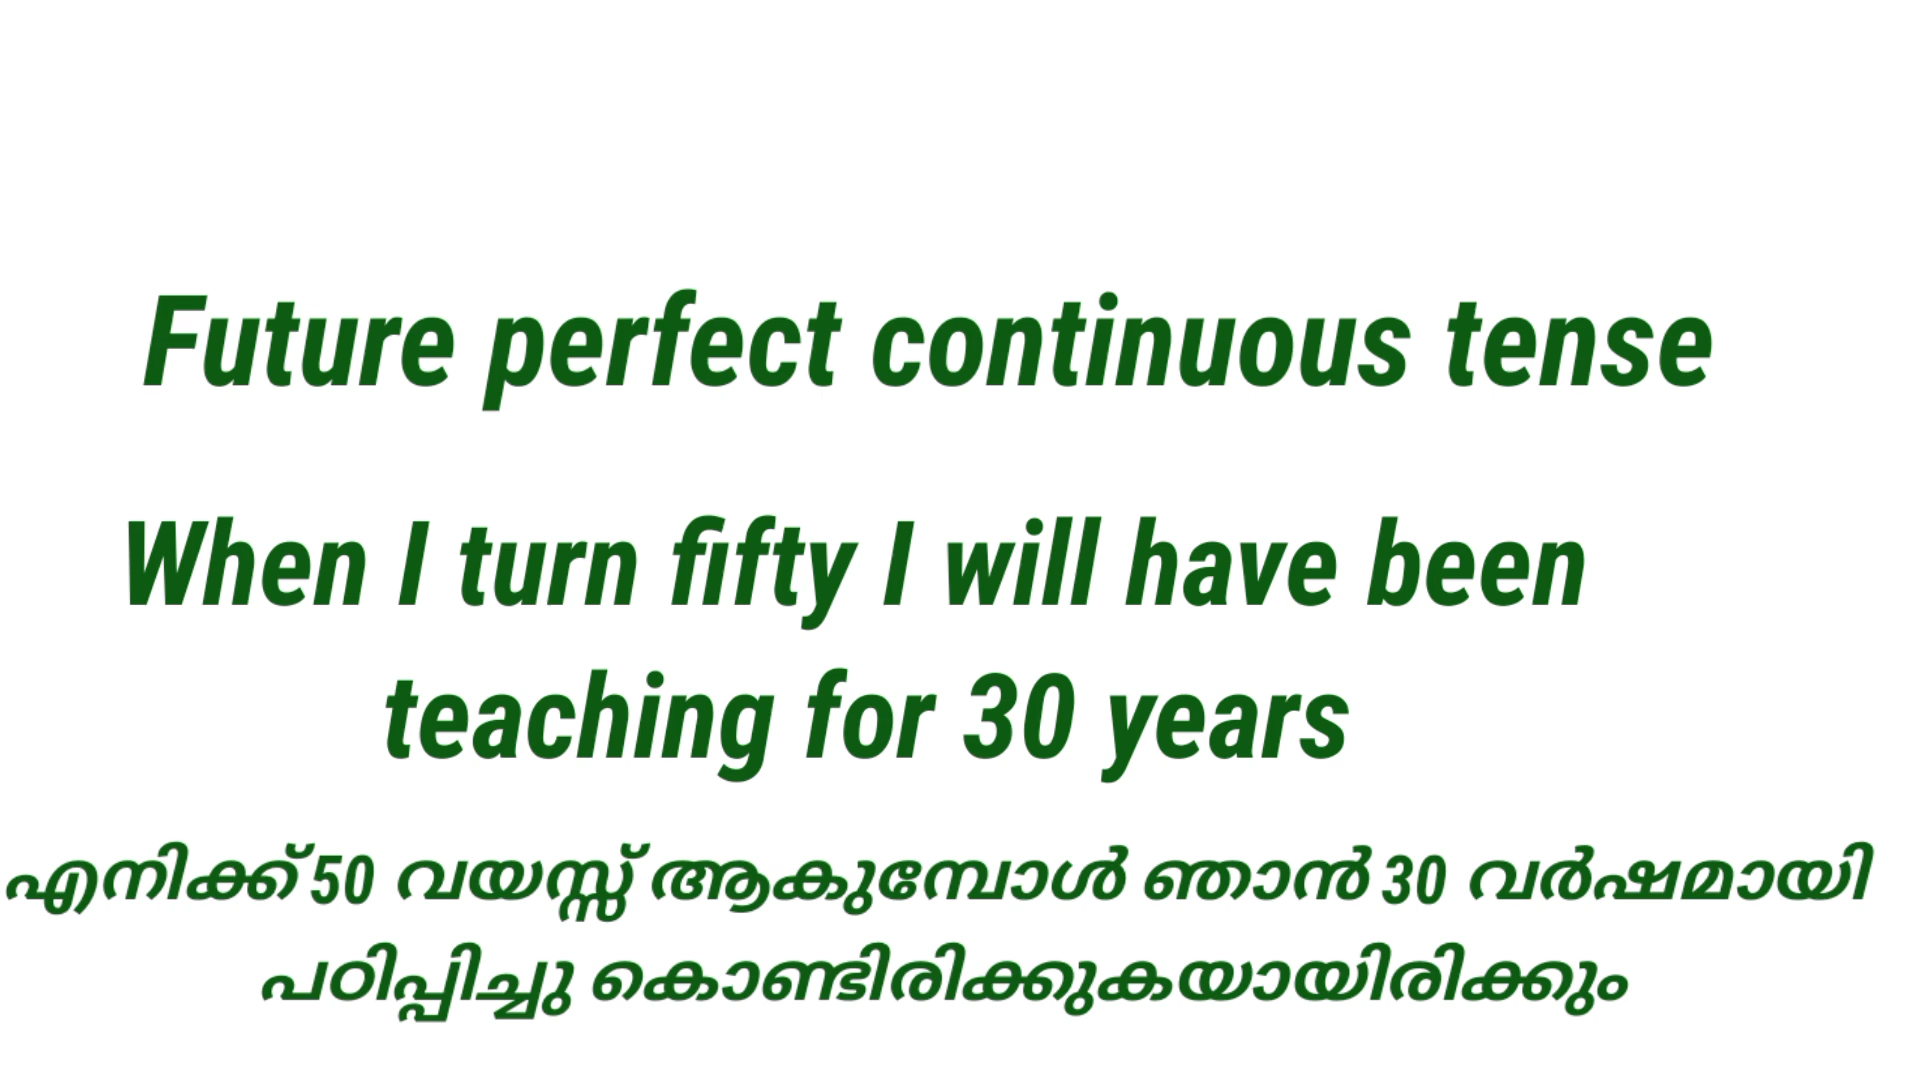 Future perfect continuous tense
When I turn fifty I will have been
teaching for 30 years
എനിക്ക് 50 വയസ്സ് ആകുമ്പോൾ ഞാൻ 30 വർഷമായി
പഠിപ്പിച്ചു കൊണ്ടിരിക്കുകയായിരിക്കും